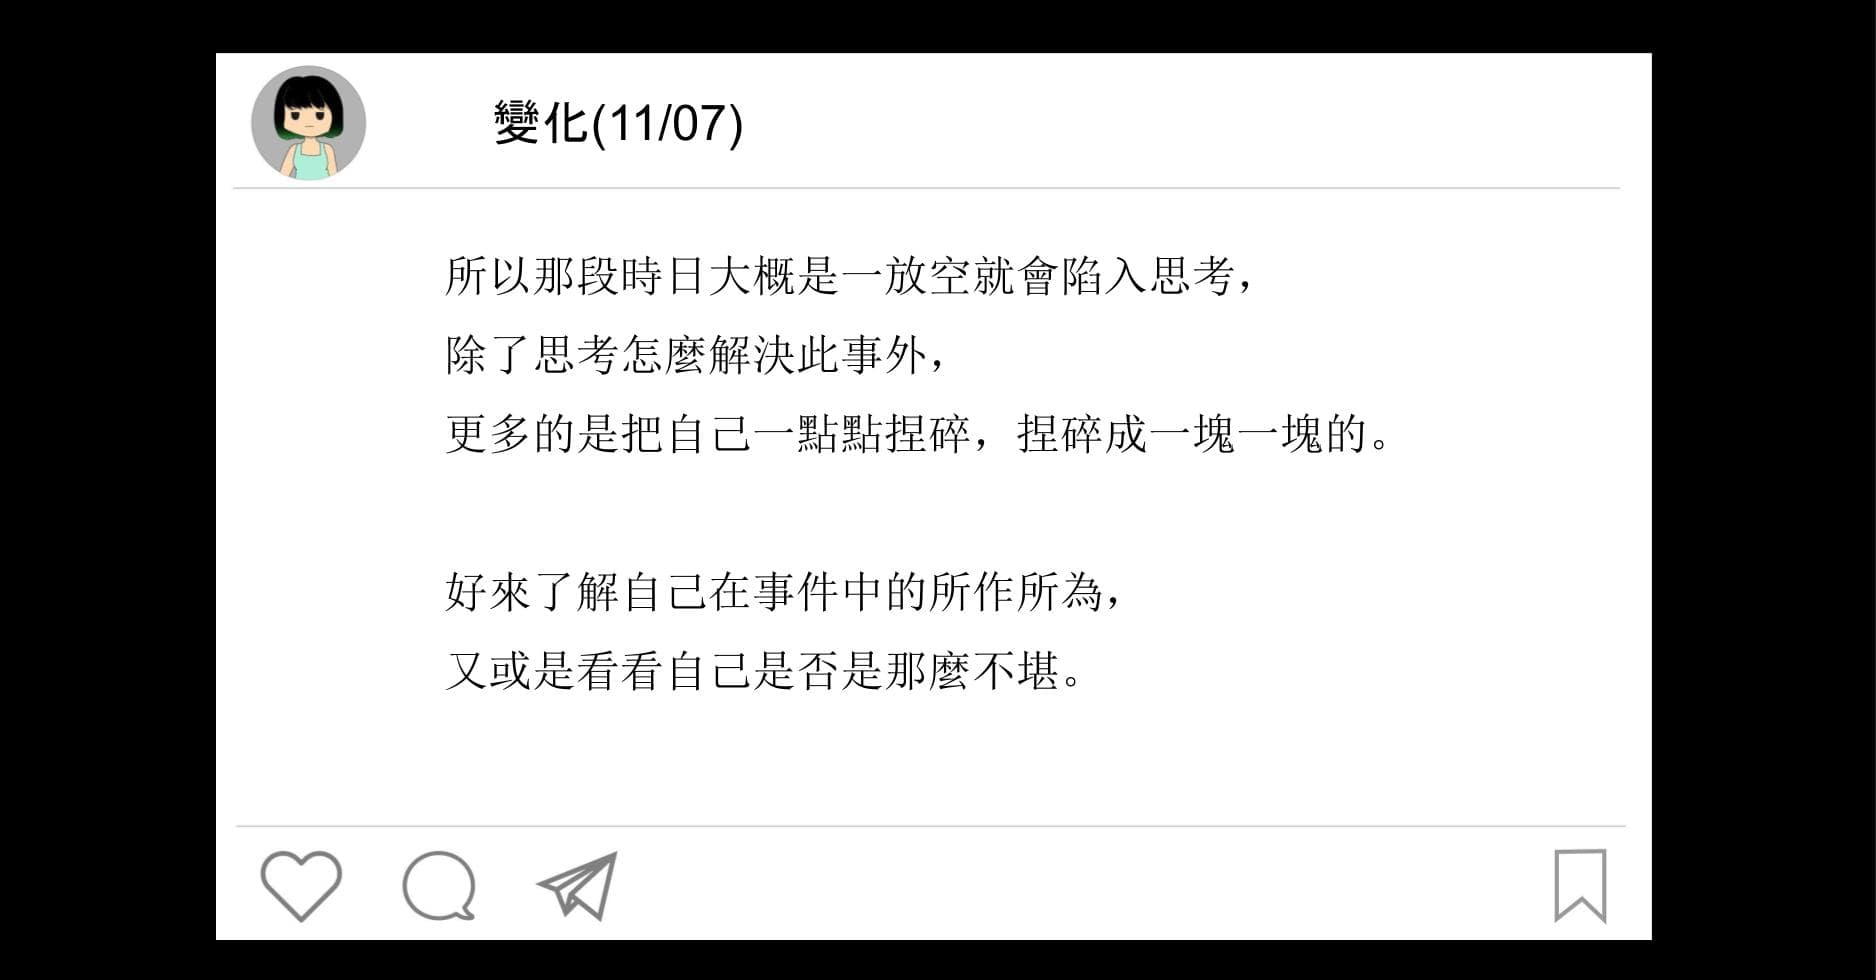 變化(11/07)
所以那段時日大概是一放空就會陷入思考，
除了思考怎麼解決此事外，
更多的是把自己一點點捏碎，捏碎成一塊一塊的。
好來了解自己在事件中的所作所為，
又或是看看自己是否是那麼不堪。